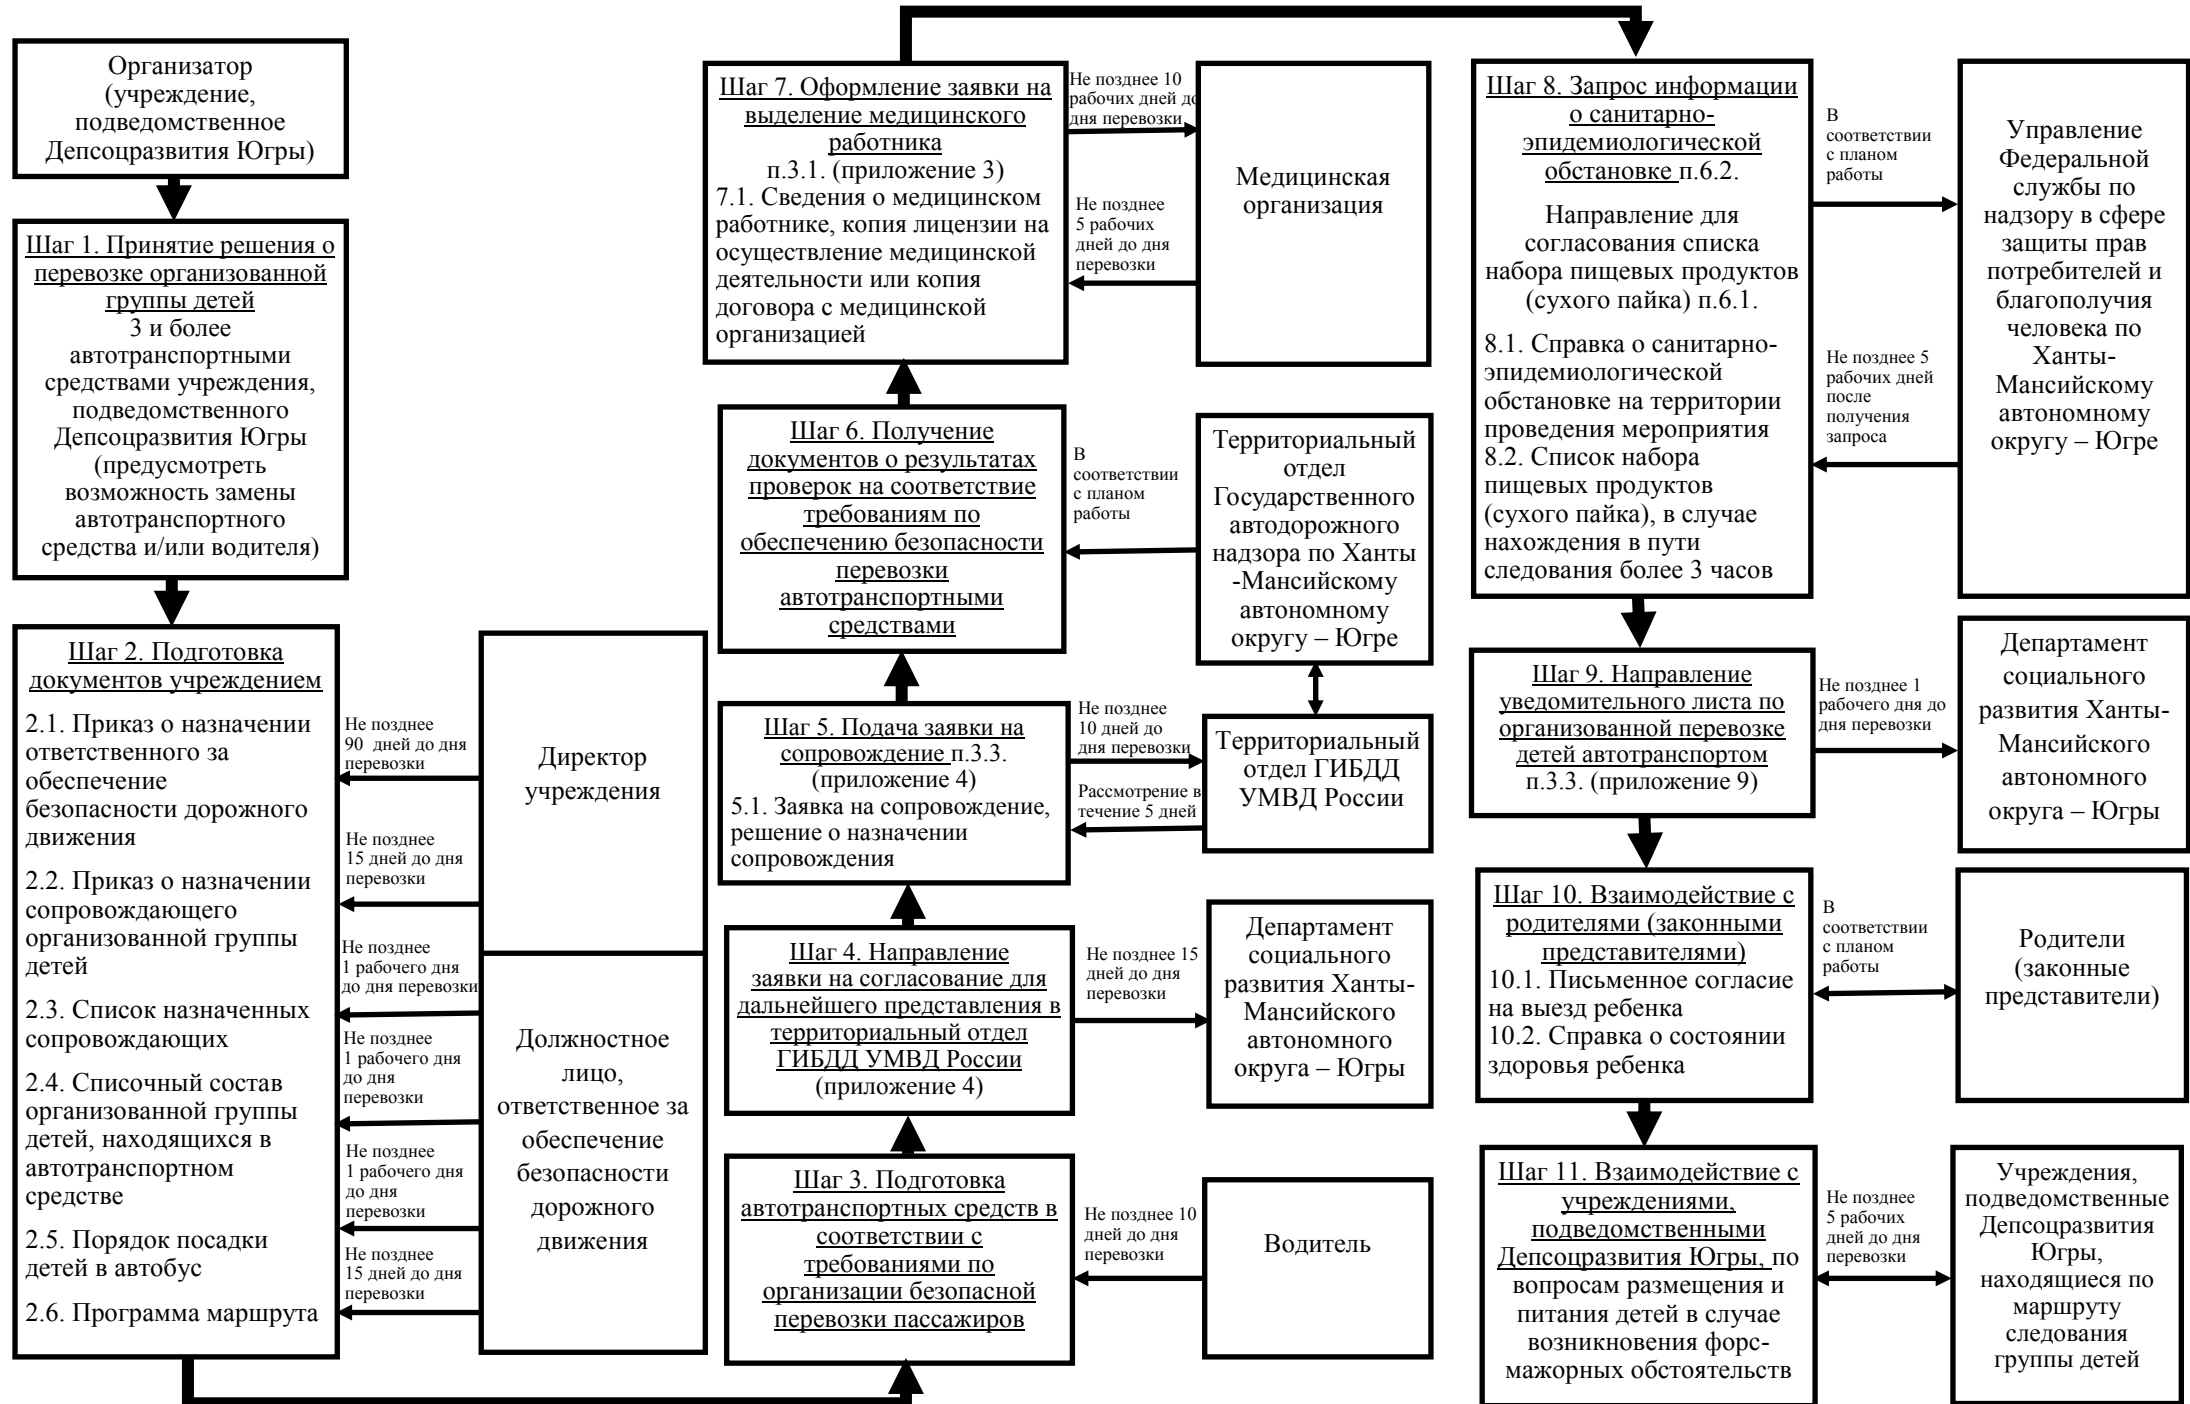 Организатор
(учреждение,
подведомственное
Депсоцразвития Югры)
Шаг 1. Принятие решения о
перевозке организованной
группы детей
3 и более
автотранспортными
средствами учреждения,
подведомственного
Депсоцразвития Югры
(предусмотреть
возможность замены
автотранспортного
средства и/или водителя)
Шаг 2. Подготовка
документов учреждением
2.1. Приказ о назначении
ответственного за
обеспечение
безопасности дорожного
движения
2.2. Приказ о назначении
сопровождающего
организованной группы
детей
2.3. Список назначенных
сопровождающих
2.4. Списочный состав
организованной группы
детей, находящихся в
автотранспортном
средстве
2.5. Порядок посадки
детей в автобус
2.6. Программа маршрута
Не позднее
90 дней до дня
перевозки
Не позднее
15 дней до дня
перевозки
Не позднее
1 рабочего дня
до дня перевозки
Не позднее
1 рабочего дня
до дня
перевозки
Не позднее
1 рабочего дня
до дня
перевозки
Не позднее
15 дней до дня
перевозки
Директор
учреждения
Должностное
лицо,
ответственное за
обеспечение
безопасности
дорожного
движения
Шаг 3. Подготовка
автотранспортных средств в
соответствии с
требованиями по
организации безопасной
перевозки пассажиров
Не позднее 10
дней до дня
перевозки
Водитель
Шаг 4. Направление
заявки на согласование для
дальнейшего представления в
территориальный отдел
ГИБДД УМВД России
(приложение 4)
Не позднее 15
дней до дня
перевозки
Департамент
социального
развития Ханты-
Мансийского
автономного
округа – Югры
Шаг 5. Подача заявки на
сопровождение п.3.3.
(приложение 4)
5.1. Заявка на сопровождение,
решение о назначении
сопровождения
Не позднее
10 дней до
дня перевозки
Рассмотрение в
течение 5 дней
Территориальный
отдел ГИБДД
УМВД России
Шаг 6. Получение
документов о результатах
проверок на соответствие
требованиям по
обеспечению безопасности
перевозки
автотранспортными
средствами
В
соответствии
с планом
работы
Территориальный
отдел
Государственного
автодорожного
надзора по Ханты
-Мансийскому
автономному
округу – Югре
Шаг 7. Оформление заявки на
выделение медицинского
работника
п.3.1. (приложение 3)
7.1. Сведения о медицинском
работнике, копия лицензии на
осуществление медицинской
деятельности или копия
договора с медицинской
организацией
Не позднее 10
рабочих дней до
дня перевозки
Не позднее
5 рабочих
дней до дня
перевозки
Медицинская
организация
Шаг 8. Запрос информации
о санитарно-
эпидемиологической
обстановке п.6.2.
Направление для
согласования списка
набора пищевых продуктов
(сухого пайка) п.6.1.
8.1. Справка о санитарно-
эпидемиологической
обстановке на территории
проведения мероприятия
8.2. Список набора
пищевых продуктов
(сухого пайка), в случае
нахождения в пути
следования более 3 часов
В
соответствии
с планом
работы
Не позднее 5
рабочих дней
после
получения
запроса
Управление
Федеральной
службы по
надзору в сфере
защиты прав
потребителей и
благополучия
человека по
Ханты-
Мансийскому
автономному
округу – Югре
Шаг 9. Направление
уведомительного листа по
организованной перевозке
детей автотранспортом
п.3.3. (приложение 9)
Не позднее 1
рабочего дня до
дня перевозки
Департамент
социального
развития Ханты-
Мансийского
автономного
округа – Югры
Шаг 10. Взаимодействие с
родителями (законными
представителями)
10.1. Письменное согласие
на выезд ребенка
10.2. Справка о состоянии
здоровья ребенка
В
соответствии
с планом
работы
Родители
(законные
представители)
Шаг 11. Взаимодействие с
учреждениями,
подведомственными
Депсоцразвития Югры, по
вопросам размещения и
питания детей в случае
возникновения форс-
мажорных обстоятельств
Не позднее
5 рабочих
дней до дня
перевозки
Учреждения,
подведомственные
Депсоцразвития
Югры,
находящиеся по
маршруту
следования
группы детей